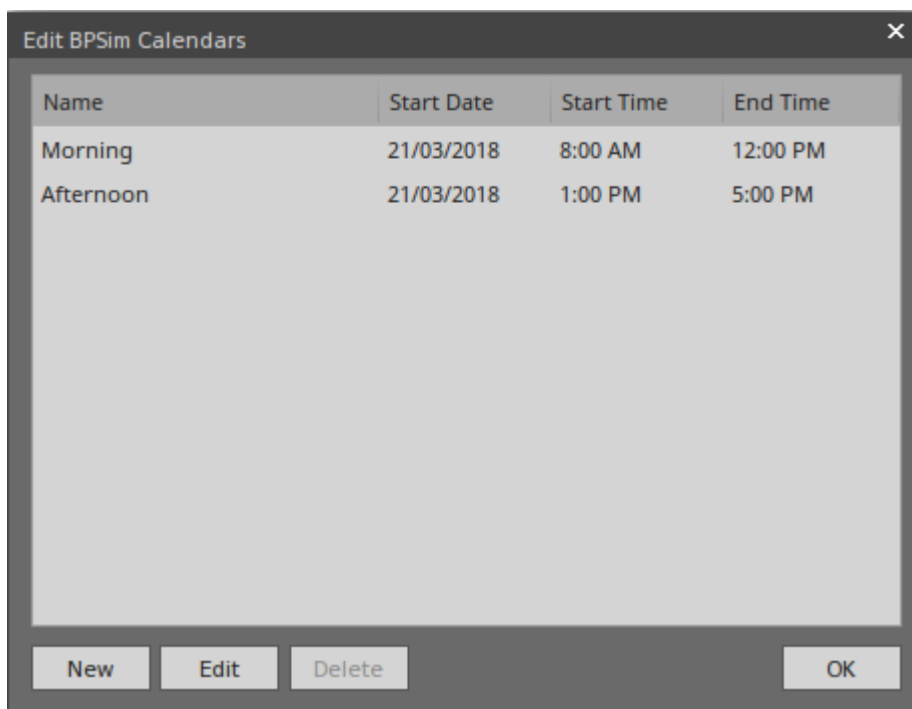 Edit BPSim Calendars
Name Start Date Start Time End Time
Morning 21/03/2018 8:00 AM 12:00 PM
Afternoon 21/03/2018 1:00 PM 5:00 PM
New Edit Delete OK